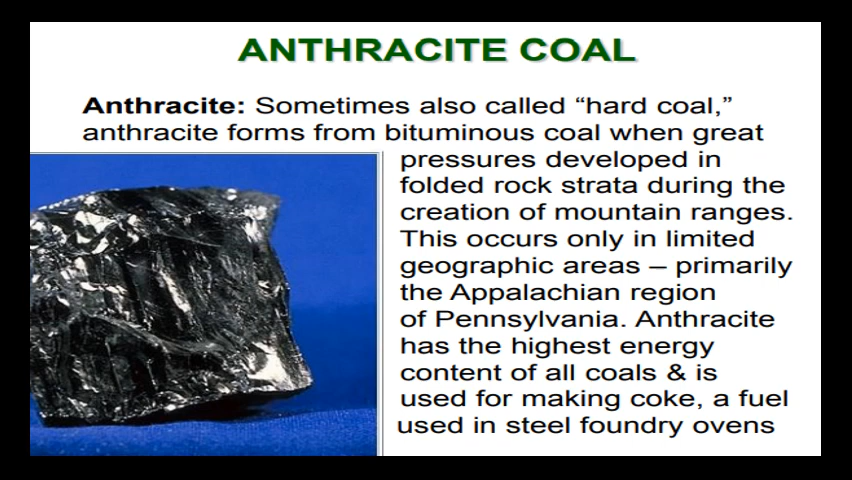 ANTHRACITE COAL
Anthracite: Sometimes also called “hard coal,”
anthracite forms from bituminous coal when great
pressures developed in
folded rock strata during the
creation of mountain ranges.
This occurs only in limited
geographic areas – primarily
the Appalachian region
of Pennsylvania. Anthracite
has the highest energy
content of all coals & is
used for making coke, a fuel
used in steel foundry ovens